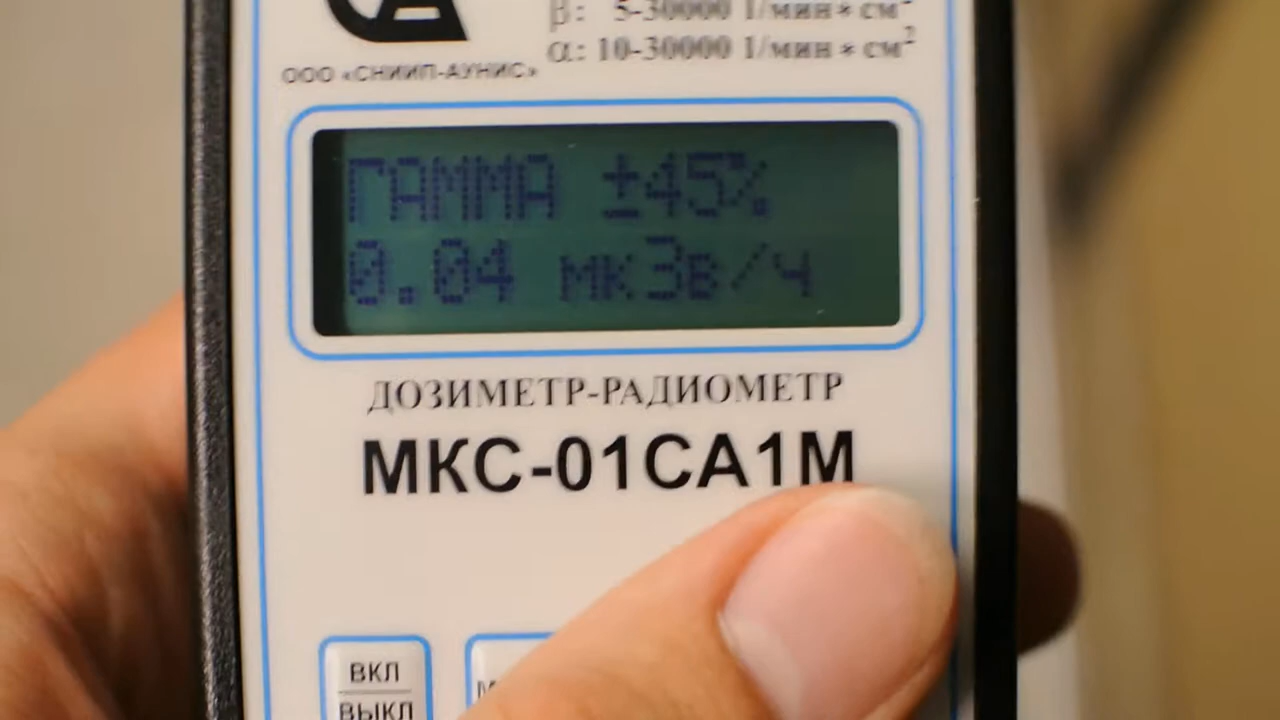 β: 5-30000 1/мин*см²
α: 10-30000 1/мин*см²
ООО «СНИИП-АУНИС»
ГАММА ±45%
0.04 мкЗв/ч
ДОЗИМЕТР-РАДИОМЕТР
МКС-01СА1М
ВКЛ
ВЫКЛ